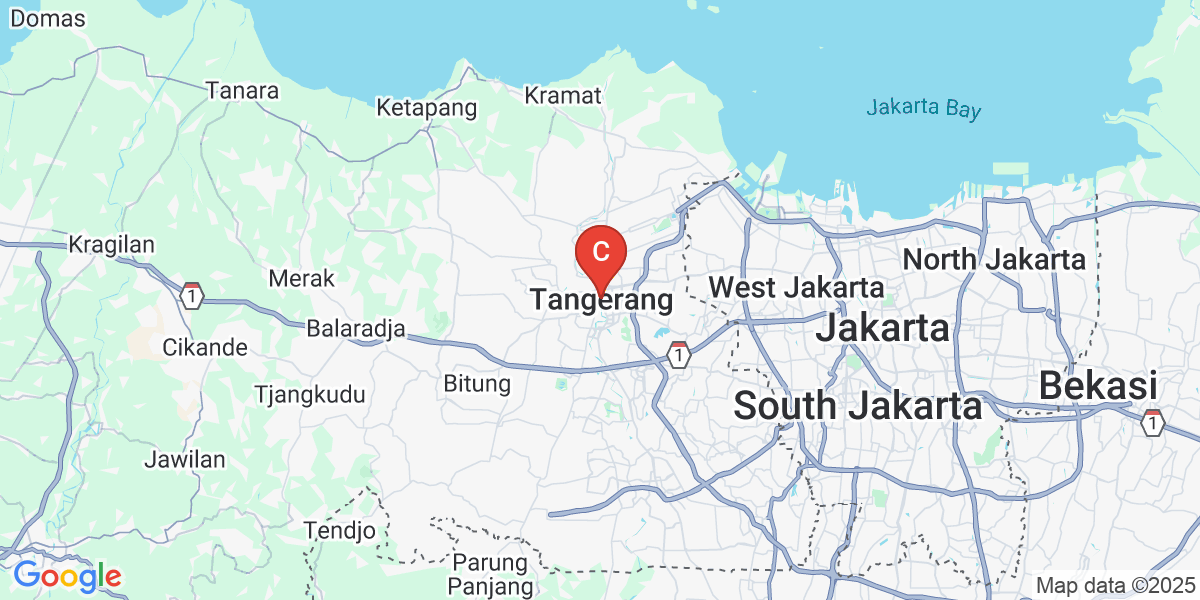 Domas
Tanara
Ketapang
Kramat
Jakarta Bay
Kragilan
C
Merak
1
Tangerang
West Jakarta
North Jakarta
Balaradja
Jakarta
Cikande
1
Bitung
Tjangkudu
Bekasi
South Jakarta
1
Jawilan
Tendjo
Parung
Panjang
Google
Map data ©2025